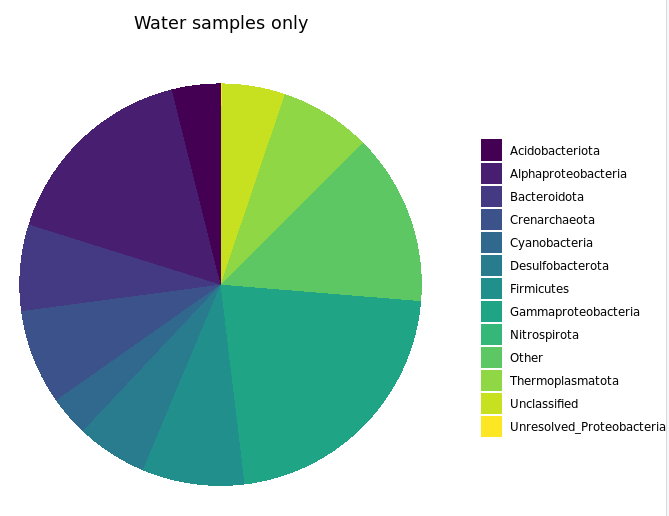 Water samples only
Acidobacteriota
Alphaproteobacteria
Bacteroidota
Crenarchaeota
Cyanobacteria
Desulfobacterota
Firmicutes
Gammaproteobacteria
Nitrospirota
Other
Thermoplasmatota
Unclassified
Unresolved_Proteobacteria